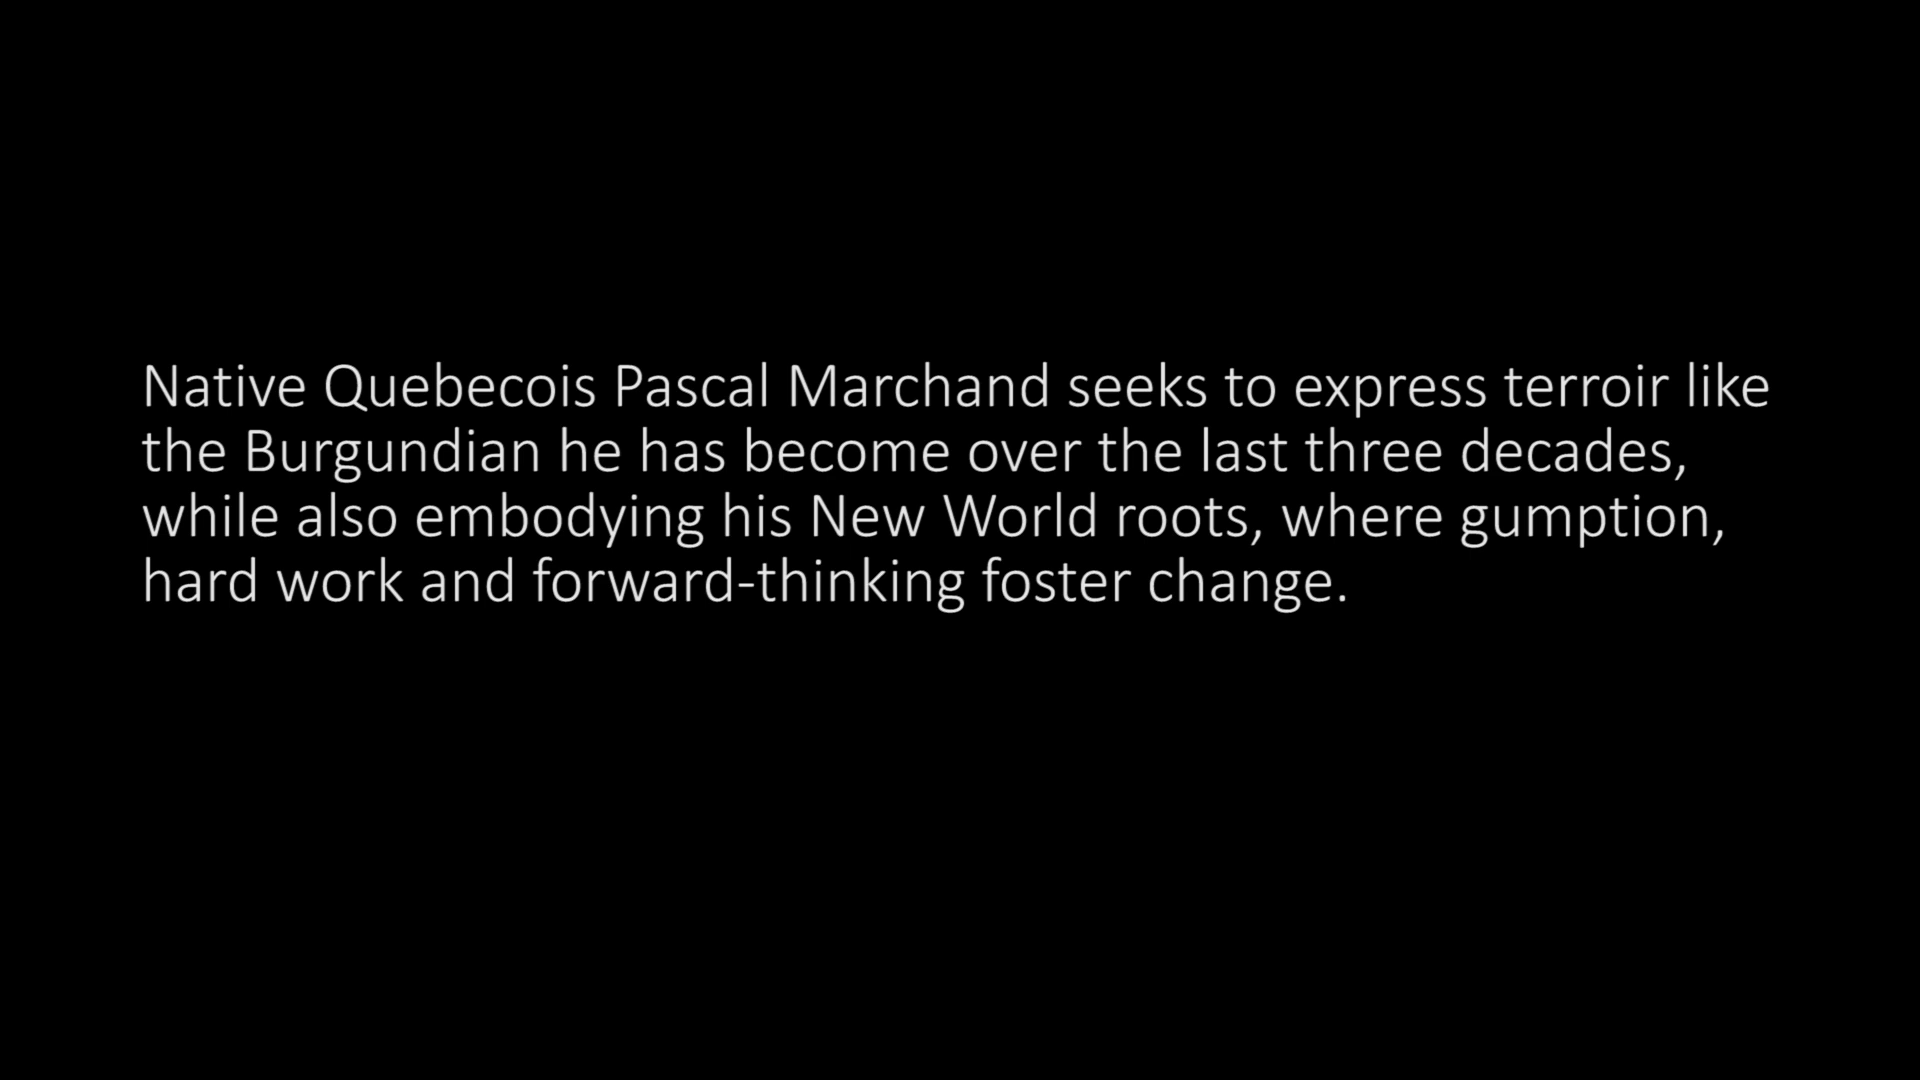 Native Quebecois Pascal Marchand seeks to express terroir like
the Burgundian he has become over the last three decades,
while also embodying his New World roots, where gumption,
hard work and forward-thinking foster change.